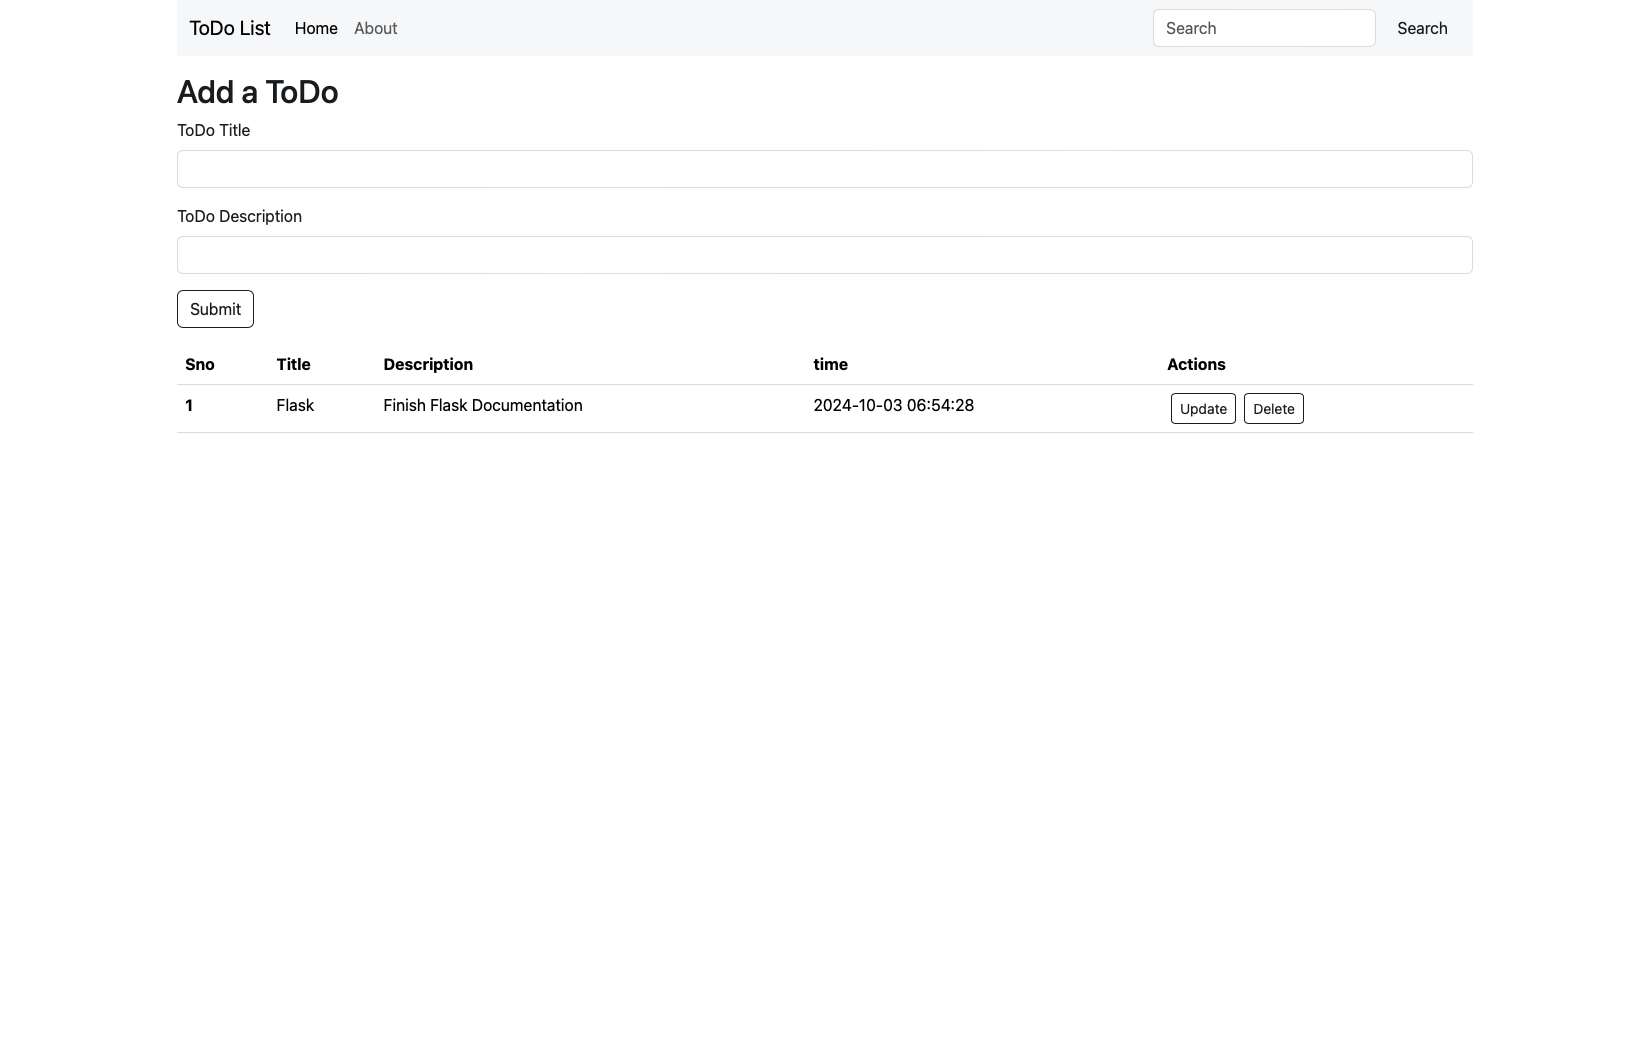 ToDo List Home About Search Search
Add a ToDo
ToDo Title
ToDo Description
Submit
Sno Title Description time Actions
1 Flask Finish Flask Documentation 2024-10-03 06:54:28 Update Delete